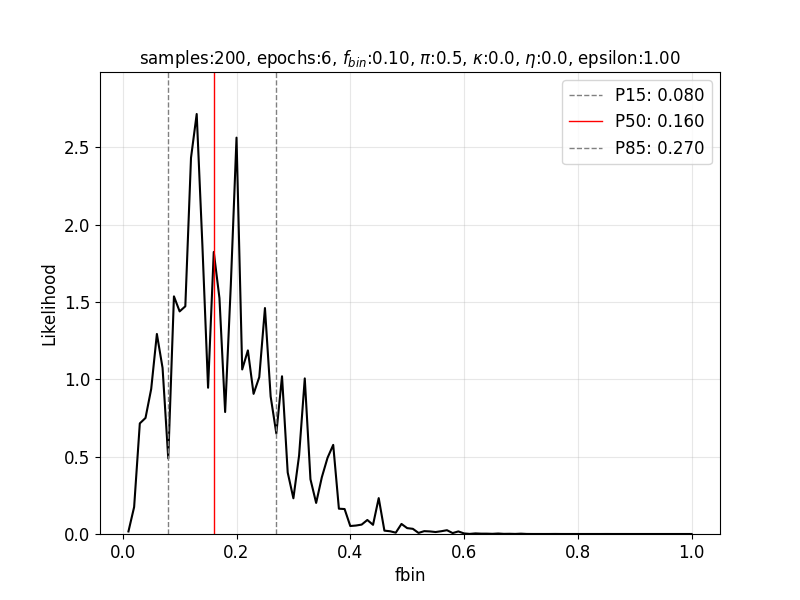 samples:200, epochs:6, f_bin:0.10, π:0.5, κ:0.0, η:0.0, epsilon:1.00
P15: 0.080
P50: 0.160
P85: 0.270
Likelihood
2.5
2.0
1.5
1.0
0.5
0.0
0.0 0.2 0.4 0.6 0.8 1.0
fbin